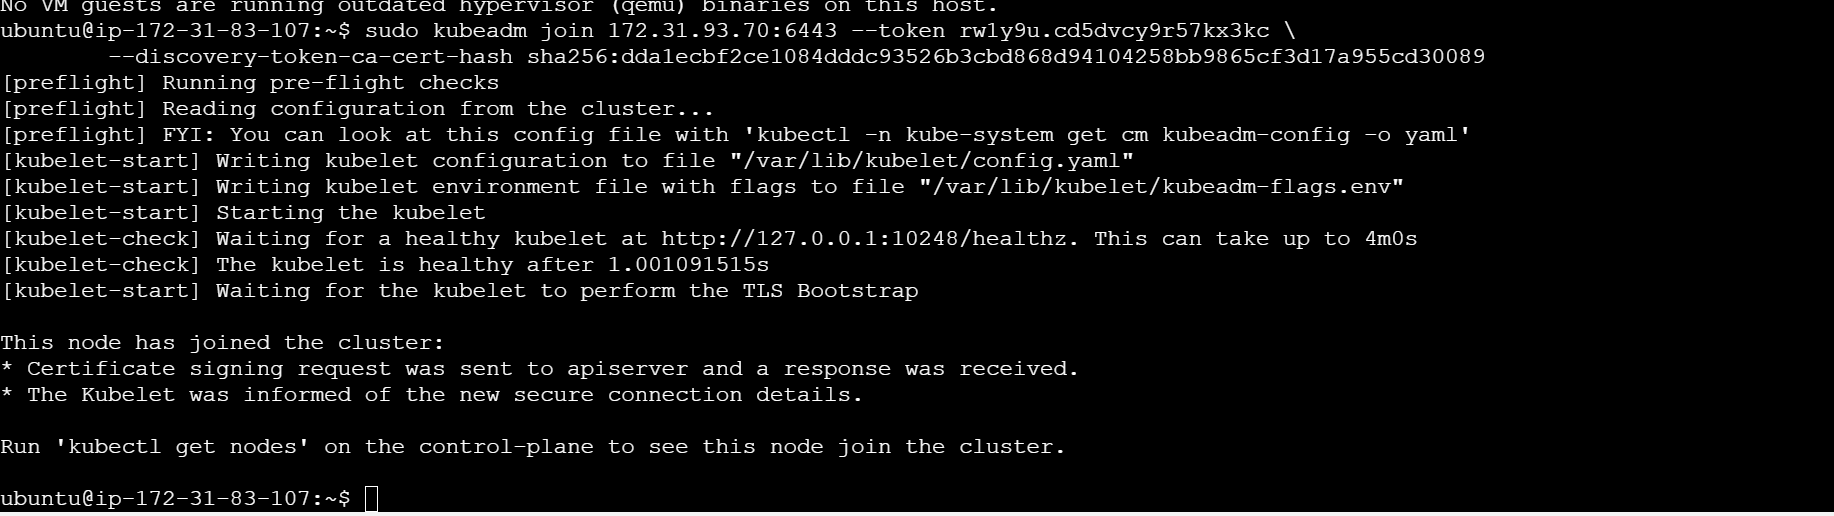 No VM guests are running outdated hypervisor (qemu) binaries on this host.
ubuntu@ip-172-31-83-107:~$ sudo kubeadm join 172.31.93.70:6443 --token rw1y9u.cd5dvcy9r57kx3kc \
        --discovery-token-ca-cert-hash sha256:dda1ecbf2ce1084dddc93526b3cbd868d94104258bb9865cf3d17a955cd30089
[preflight] Running pre-flight checks
[preflight] Reading configuration from the cluster...
[preflight] FYI: You can look at this config file with 'kubectl -n kube-system get cm kubeadm-config -o yaml'
[kubelet-start] Writing kubelet configuration to file "/var/lib/kubelet/config.yaml"
[kubelet-start] Writing kubelet environment file with flags to file "/var/lib/kubelet/kubeadm-flags.env"
[kubelet-start] Starting the kubelet
[kubelet-check] Waiting for a healthy kubelet at http://127.0.0.1:10248/healthz. This can take up to 4m0s
[kubelet-check] The kubelet is healthy after 1.001091515s
[kubelet-start] Waiting for the kubelet to perform the TLS Bootstrap

This node has joined the cluster:
* Certificate signing request was sent to apiserver and a response was received.
* The Kubelet was informed of the new secure connection details.

Run 'kubectl get nodes' on the control-plane to see this node join the cluster.

ubuntu@ip-172-31-83-107:~$